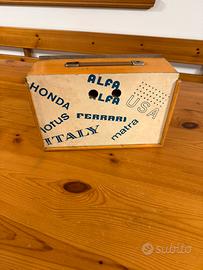 ALFA
ALFA
HONDA
USA
lotus
FERRARI
matra
ITALY
subito